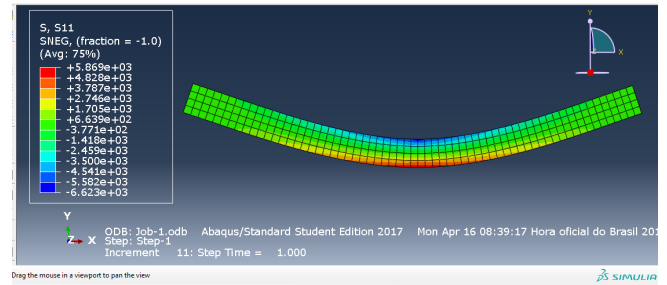 S, S11
SNEG, (fraction = -1.0)
(Avg: 75%)
+5.869e+03
+4.828e+03
+3.787e+03
+2.746e+03
+1.705e+03
+6.639e+02
-3.771e+02
-1.418e+03
-2.459e+03
-3.500e+03
-4.541e+03
-5.582e+03
-6.623e+03
Y
X
Y
Z X
ODB: Job-1.odb Abaqus/Standard Student Edition 2017 Mon Apr 16 08:39:17 Hora oficial do Brasil 201
Step: Step-1
Increment 11: Step Time = 1.000
Drag the mouse in a viewport to pan the view
SIMULIA